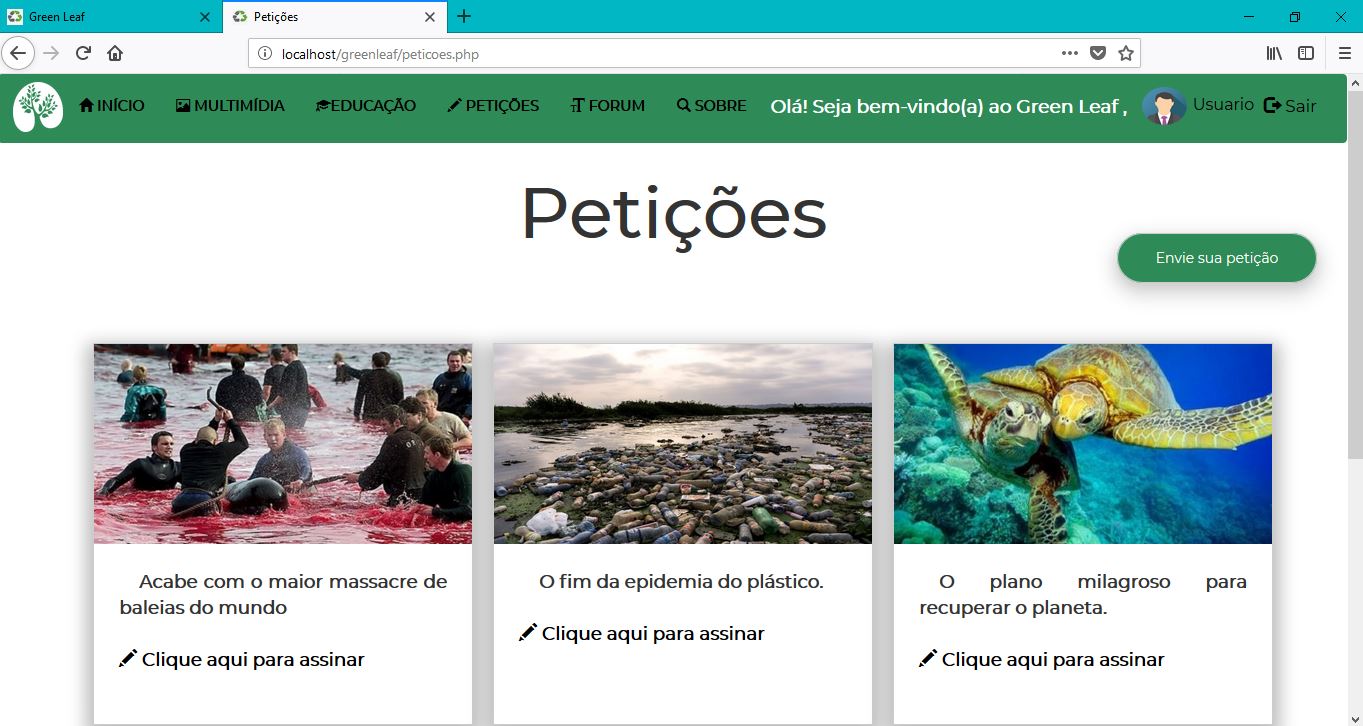 Green Leaf
Petições
localhost/greenleaf/peticoes.php
INÍCIO MULTIMÍDIA EDUCAÇÃO PETIÇÕES FORUM SOBRE Olá! Seja bem-vindo(a) ao Green Leaf , Usuario Sair
Petições
Envie sua petição
Acabe com o maior massacre de
baleias do mundo
Clique aqui para assinar
O fim da epidemia do plástico.
Clique aqui para assinar
O plano milagroso para
recuperar o planeta.
Clique aqui para assinar